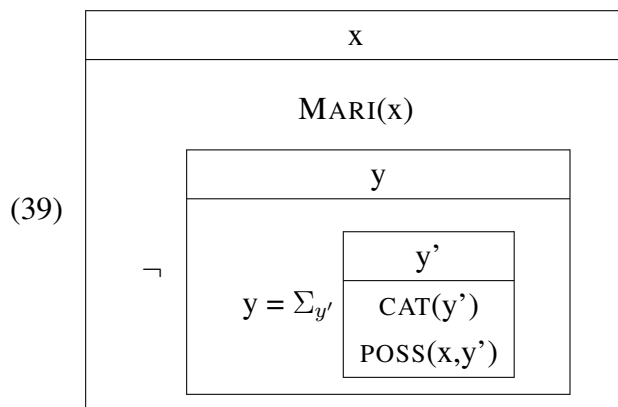 x
MARI(x)
(39)
y
¬
y'
y = Σy′
CAT(y')
POSS(x,y')